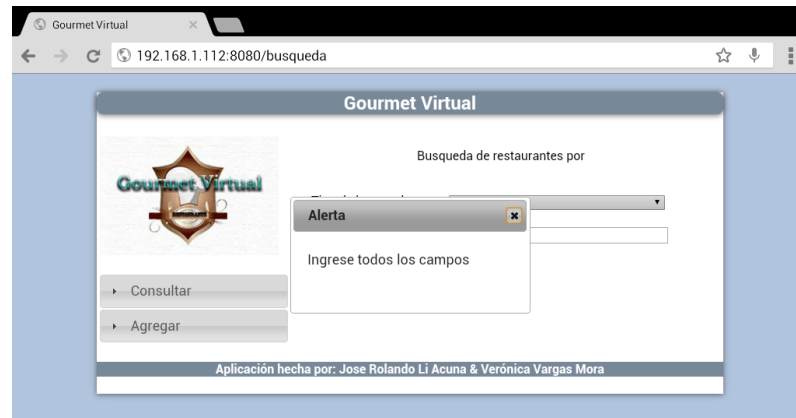 Gourmet Virtual
192.168.1.112:8080/busqueda
Gourmet Virtual
Gourmet Virtual
RESTAURANTE
Busqueda de restaurantes por
Alerta
Ingrese todos los campos
Consultar
Agregar
Aplicación hecha por: Jose Rolando Li Acuna & Verónica Vargas Mora